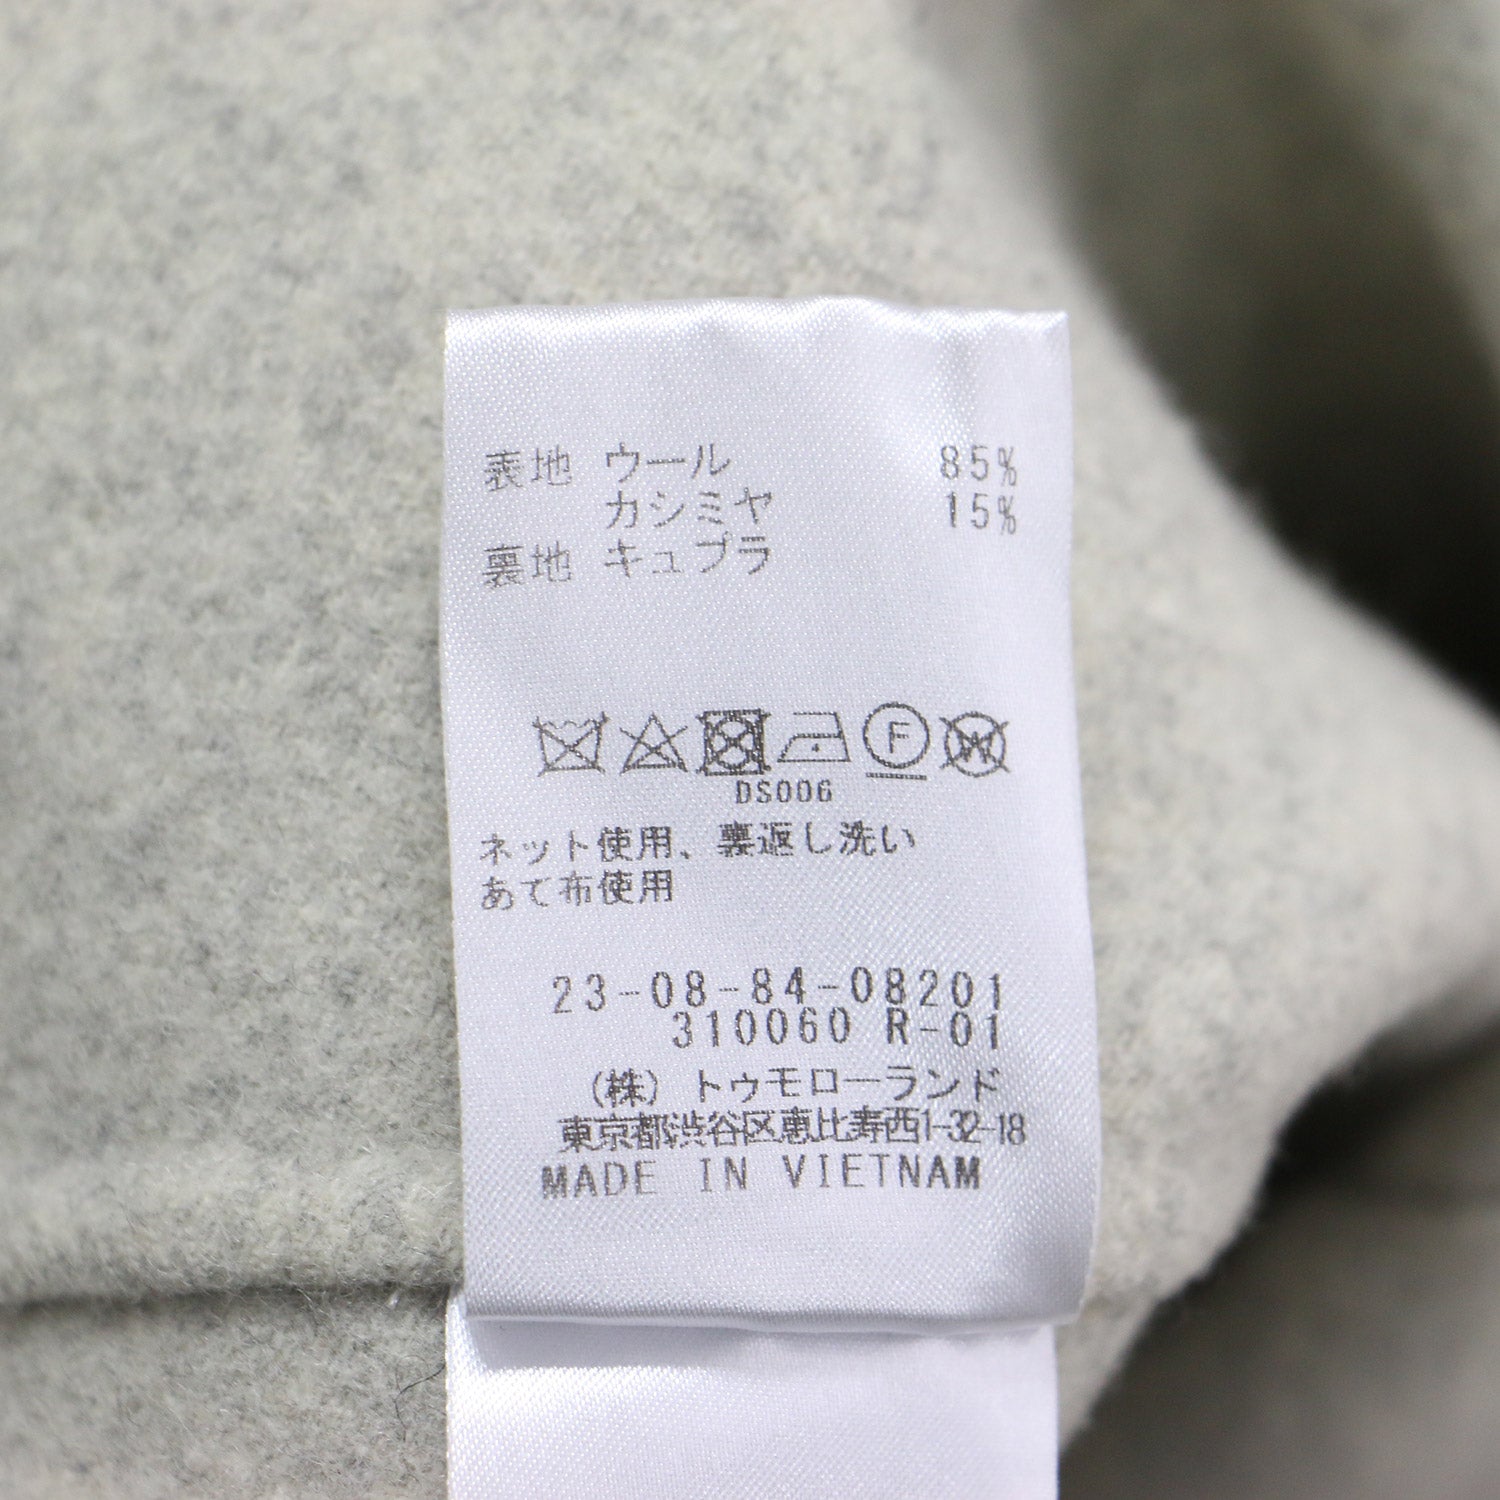 表地 ウール 85%
カシミヤ 15%
裏地 キュプラ
F W
DS006
ネット使用、裏返し洗い
あて布使用
23-08-84-08201
310060 R-01
(株) トゥモローランド
東京都渋谷区恵比寿西1-32-18
MADE IN VIETNAM